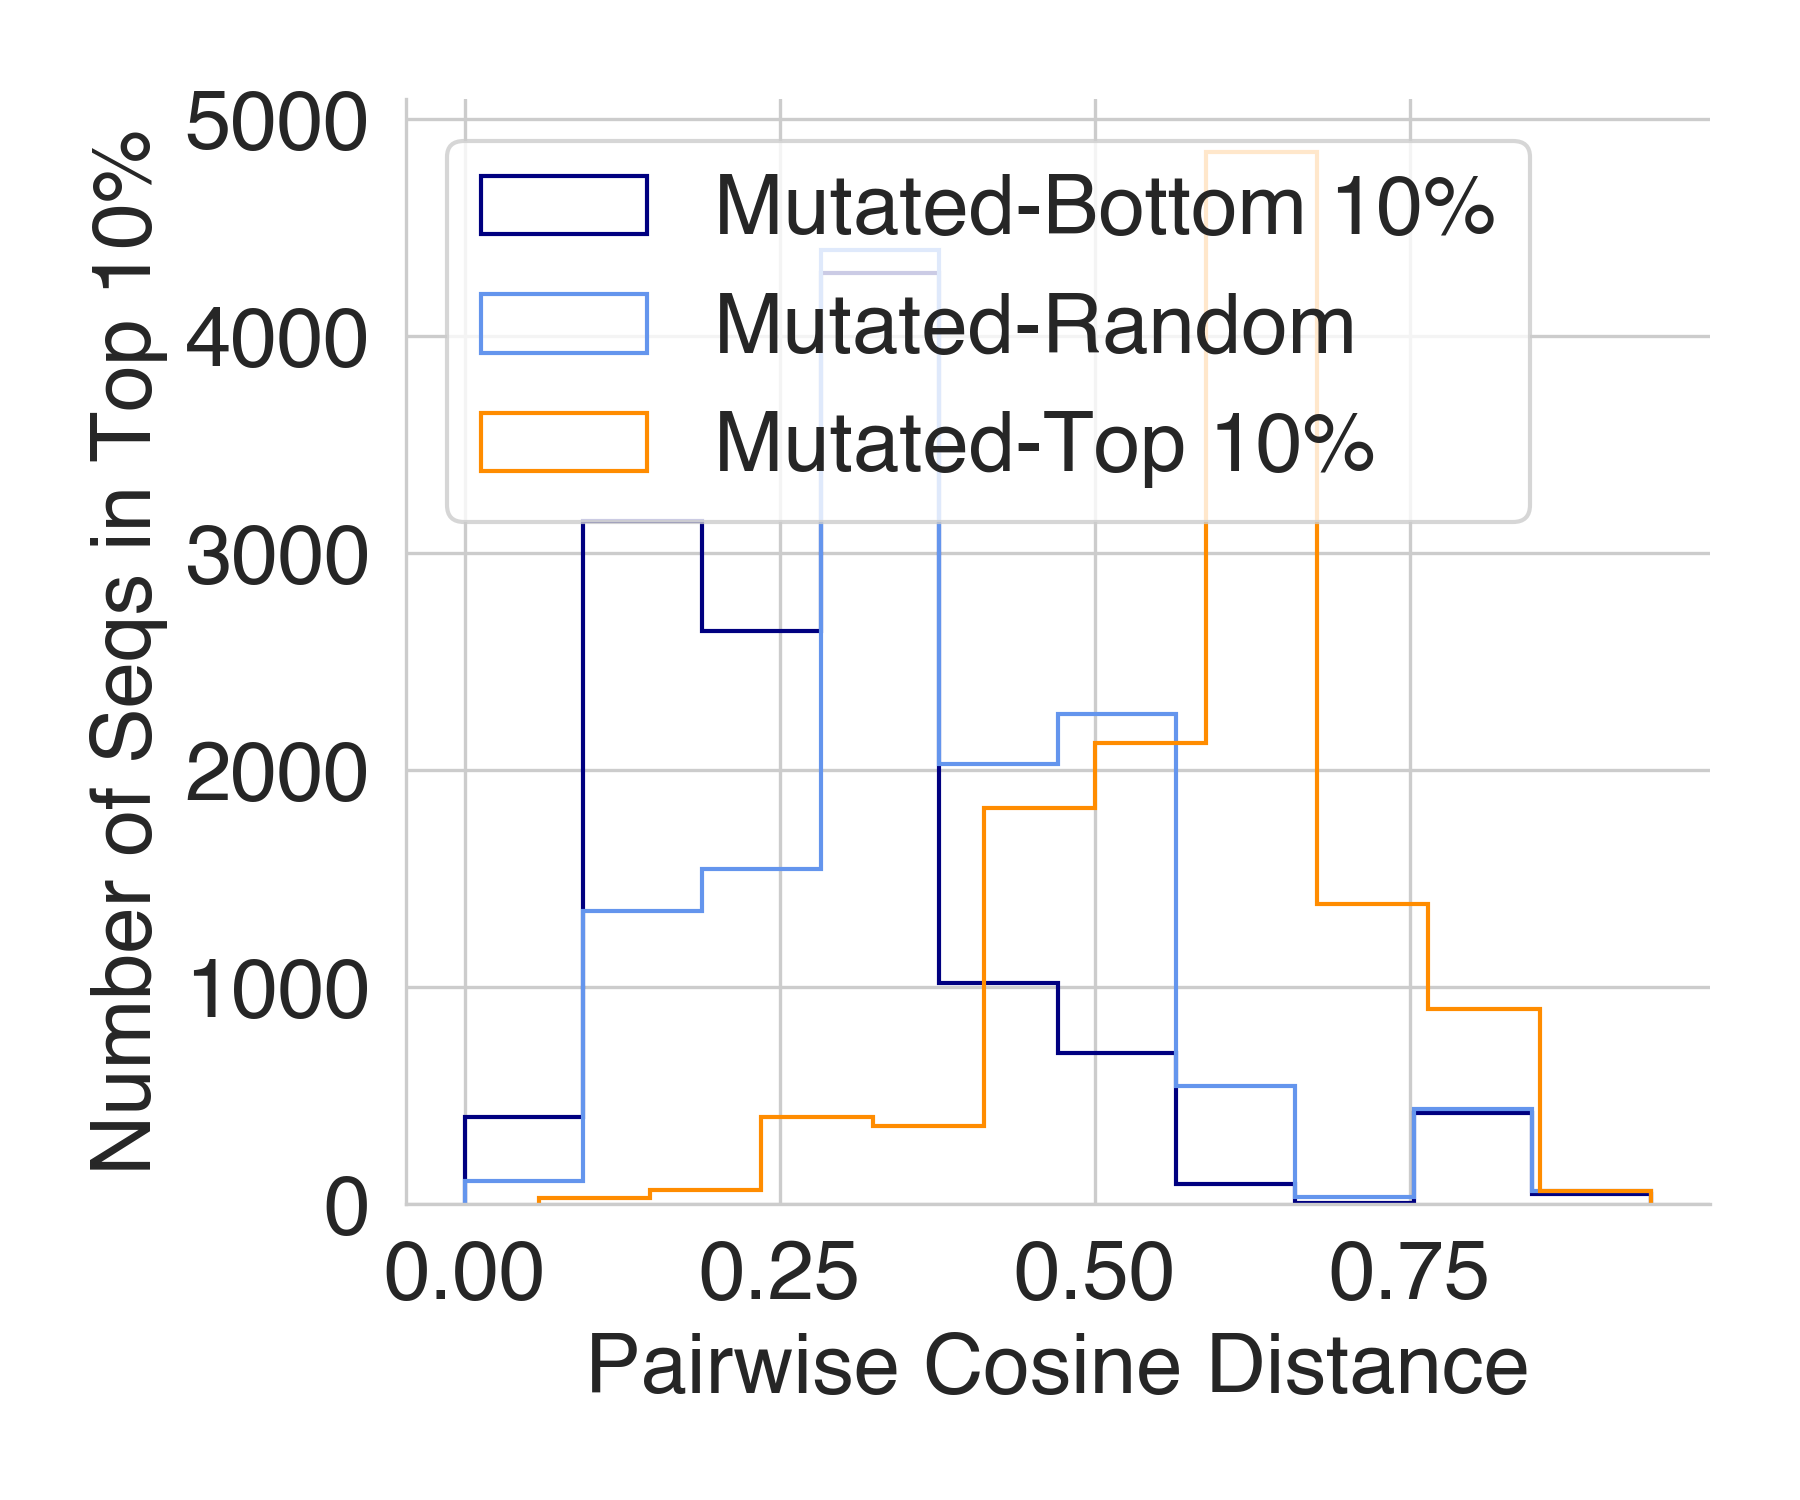 Number of Seqs in Top 10%
5000
4000
3000
2000
1000
0
Mutated-Bottom 10%
Mutated-Random
Mutated-Top 10%
0.00 0.25 0.50 0.75
Pairwise Cosine Distance